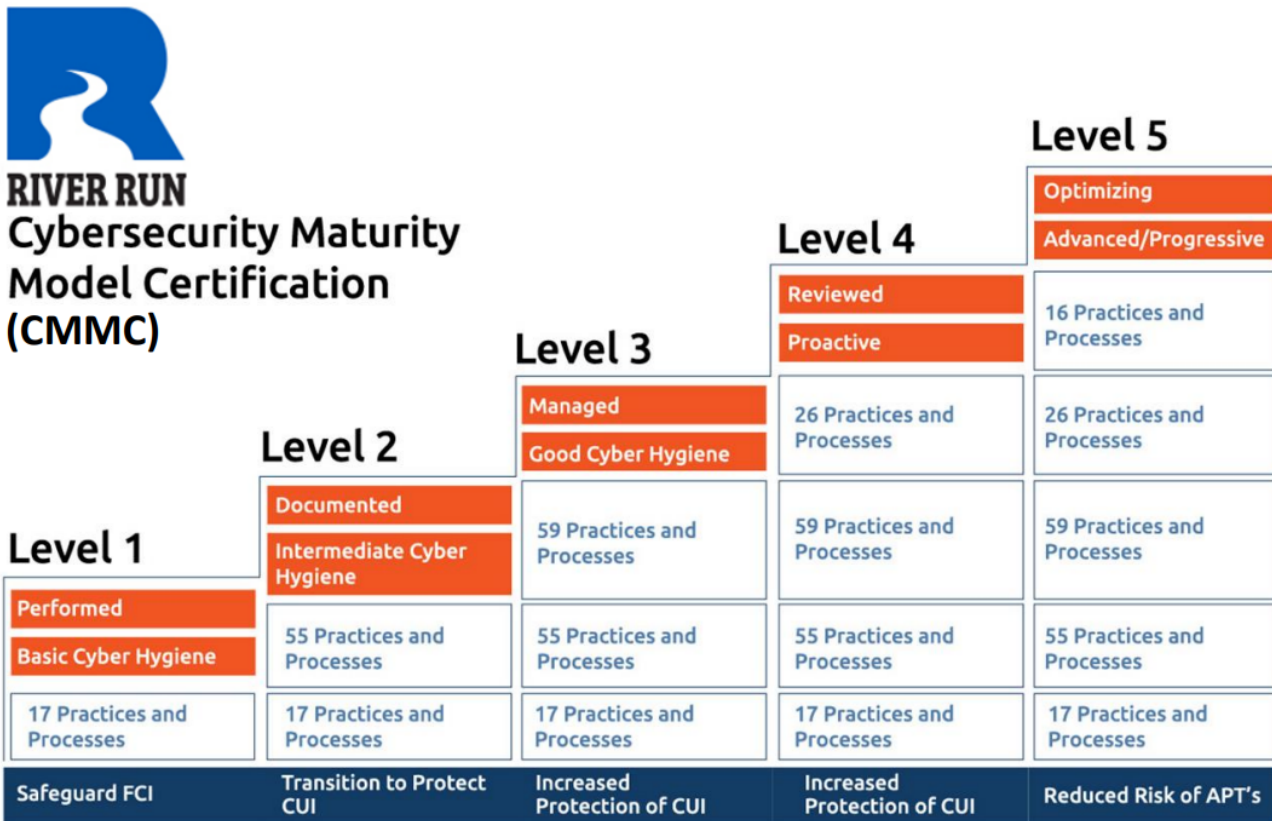 RIVER RUN
Cybersecurity Maturity
Model Certification
(CMMC)
Level 1
Performed
Basic Cyber Hygiene
17 Practices and
Processes
Safeguard FCI
Level 2
Documented
Intermediate Cyber
Hygiene
55 Practices and
Processes
17 Practices and
Processes
Transition to Protect
CUI
Level 3
Managed
Good Cyber Hygiene
59 Practices and
Processes
55 Practices and
Processes
17 Practices and
Processes
Increased
Protection of CUI
Level 4
Reviewed
Proactive
26 Practices and
Processes
59 Practices and
Processes
55 Practices and
Processes
17 Practices and
Processes
Increased
Protection of CUI
Level 5
Optimizing
Advanced/Progressive
16 Practices and
Processes
26 Practices and
Processes
59 Practices and
Processes
55 Practices and
Processes
17 Practices and
Processes
Reduced Risk of APT's